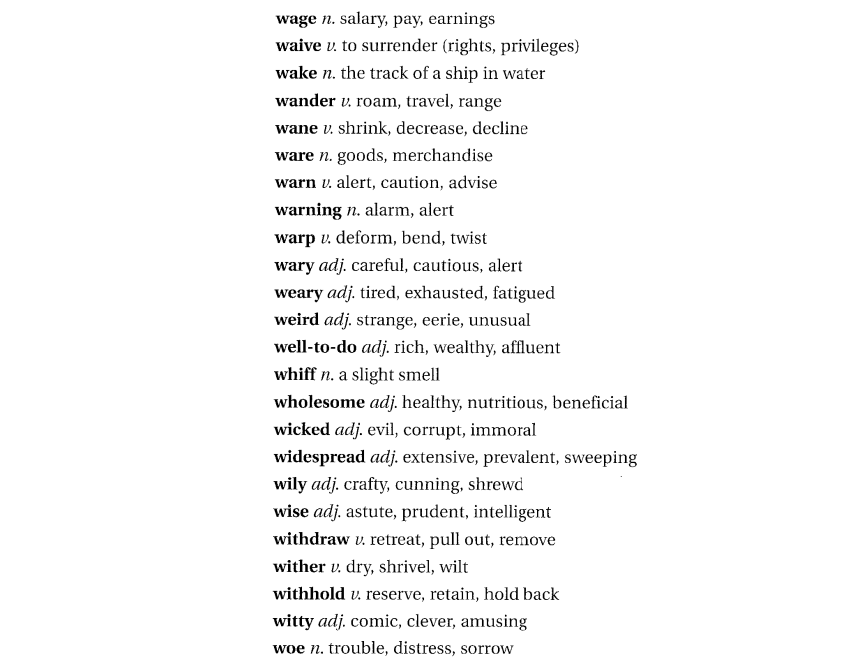 wage n. salary, pay, earnings
waive v. to surrender (rights, privileges)
wake n. the track of a ship in water
wander v. roam, travel, range
wane v. shrink, decrease, decline
ware n. goods, merchandise
warn v. alert, caution, advise
warning n. alarm, alert
warp v. deform, bend, twist
wary adj. careful, cautious, alert
weary adj. tired, exhausted, fatigued
weird adj. strange, eerie, unusual
well-to-do adj. rich, wealthy, affluent
whiff n. a slight smell
wholesome adj. healthy, nutritious, beneficial
wicked adj. evil, corrupt, immoral
widespread adj. extensive, prevalent, sweeping
wily adj. crafty, cunning, shrewd
wise adj. astute, prudent, intelligent
withdraw v. retreat, pull out, remove
wither v. dry, shrivel, wilt
withhold v. reserve, retain, hold back
witty adj. comic, clever, amusing
woe n. trouble, distress, sorrow